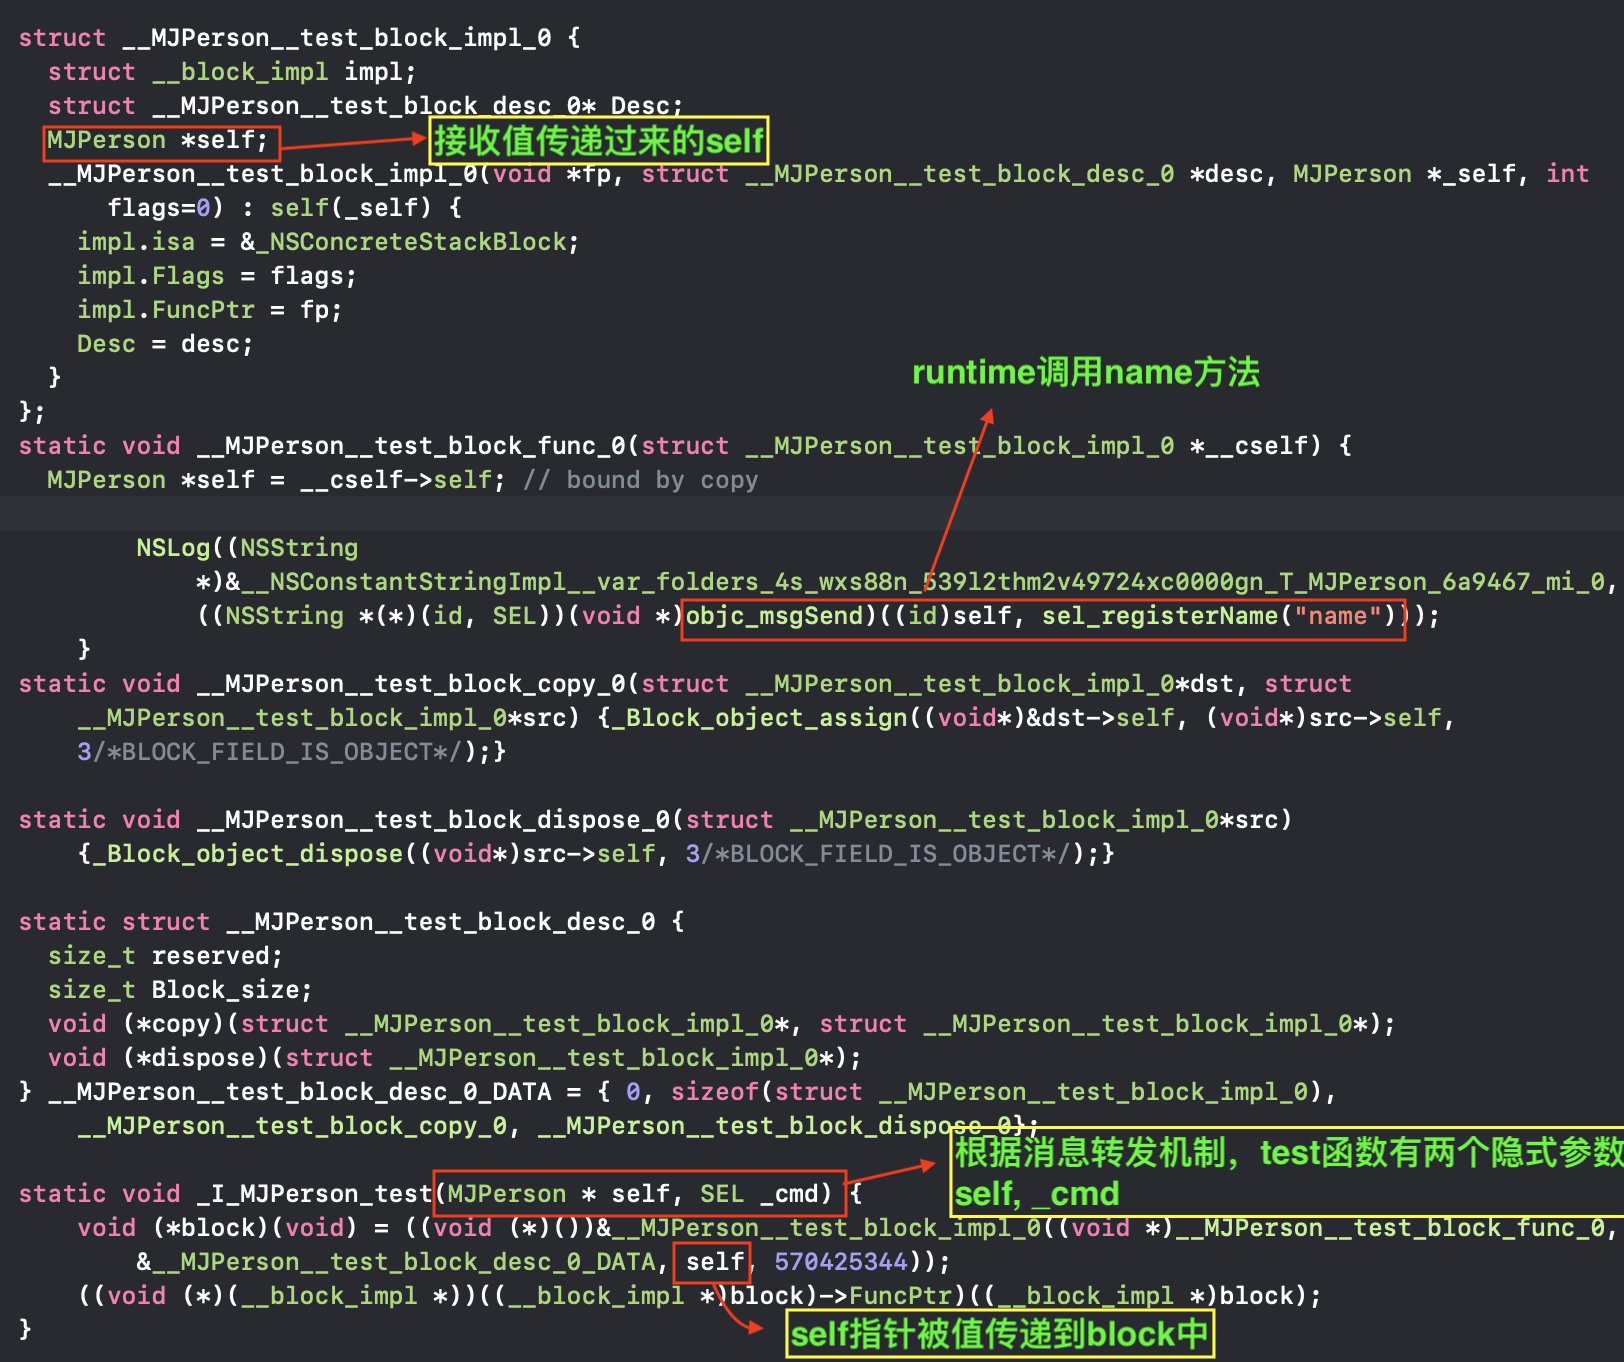 struct __MJPerson__test_block_impl_0 {
struct __block_impl impl;
struct __MJPerson__test_block_desc_0* Desc;
MJPerson *self;
接收值传递过来的self
__MJPerson__test_block_impl_0(void *fp, struct __MJPerson__test_block_desc_0 *desc, MJPerson *_self, int
flags=0) : self(_self) {
impl.isa = &_NSConcreteStackBlock;
impl.Flags = flags;
impl.FuncPtr = fp;
Desc = desc;
}
};
runtime调用name方法
static void __MJPerson__test_block_func_0(struct __MJPerson__test_block_impl_0 *__cself) {
MJPerson *self = __cself->self; // bound by copy
NSLog((NSString
*)&__NSConstantStringImpl__var_folders_4s_wxs88n_539l2thm2v49724xc0000gn_T_MJPerson_6a9467_mi_0,
((NSString *(*)(id, SEL))(void *)objc_msgSend)((id)self, sel_registerName("name")));
}
static void __MJPerson__test_block_copy_0(struct __MJPerson__test_block_impl_0*dst, struct
__MJPerson__test_block_impl_0*src) {_Block_object_assign((void*)&dst->self, (void*)src->self,
3/*BLOCK_FIELD_IS_OBJECT*/);}
static void __MJPerson__test_block_dispose_0(struct __MJPerson__test_block_impl_0*src)
{_Block_object_dispose((void*)src->self, 3/*BLOCK_FIELD_IS_OBJECT*/);}
static struct __MJPerson__test_block_desc_0 {
size_t reserved;
size_t Block_size;
void (*copy)(struct __MJPerson__test_block_impl_0*, struct __MJPerson__test_block_impl_0*);
void (*dispose)(struct __MJPerson__test_block_impl_0*);
} __MJPerson__test_block_desc_0_DATA = { 0, sizeof(struct __MJPerson__test_block_impl_0),
__MJPerson__test_block_copy_0, __MJPerson__test_block_dispose_0};
根据消息转发机制，test函数有两个隐式参数
self, _cmd
static void _I_MJPerson_test(MJPerson * self, SEL _cmd) {
void (*block)(void) = ((void (*)())&__MJPerson__test_block_impl_0((void *)__MJPerson__test_block_func_0,
&__MJPerson__test_block_desc_0_DATA, self, 570425344));
((void (*)(__block_impl *))((__block_impl *)block)->FuncPtr)((__block_impl *)block);
}
self指针被值传递到block中